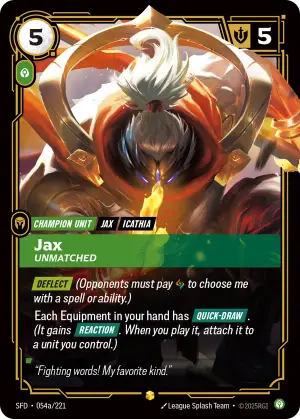 5
5
CHAMPION UNIT JAX ICATHIA
Jax
UNMATCHED
DEFLECT (Opponents must pay to choose me
with a spell or ability.)
Each Equipment in your hand has QUICK-DRAW.
(It gains REACTION. When you play it, attach it to
a unit you control.)
"Fighting words! My favorite kind."
SFD • 054a/221
League Splash Team • ©2025RGI